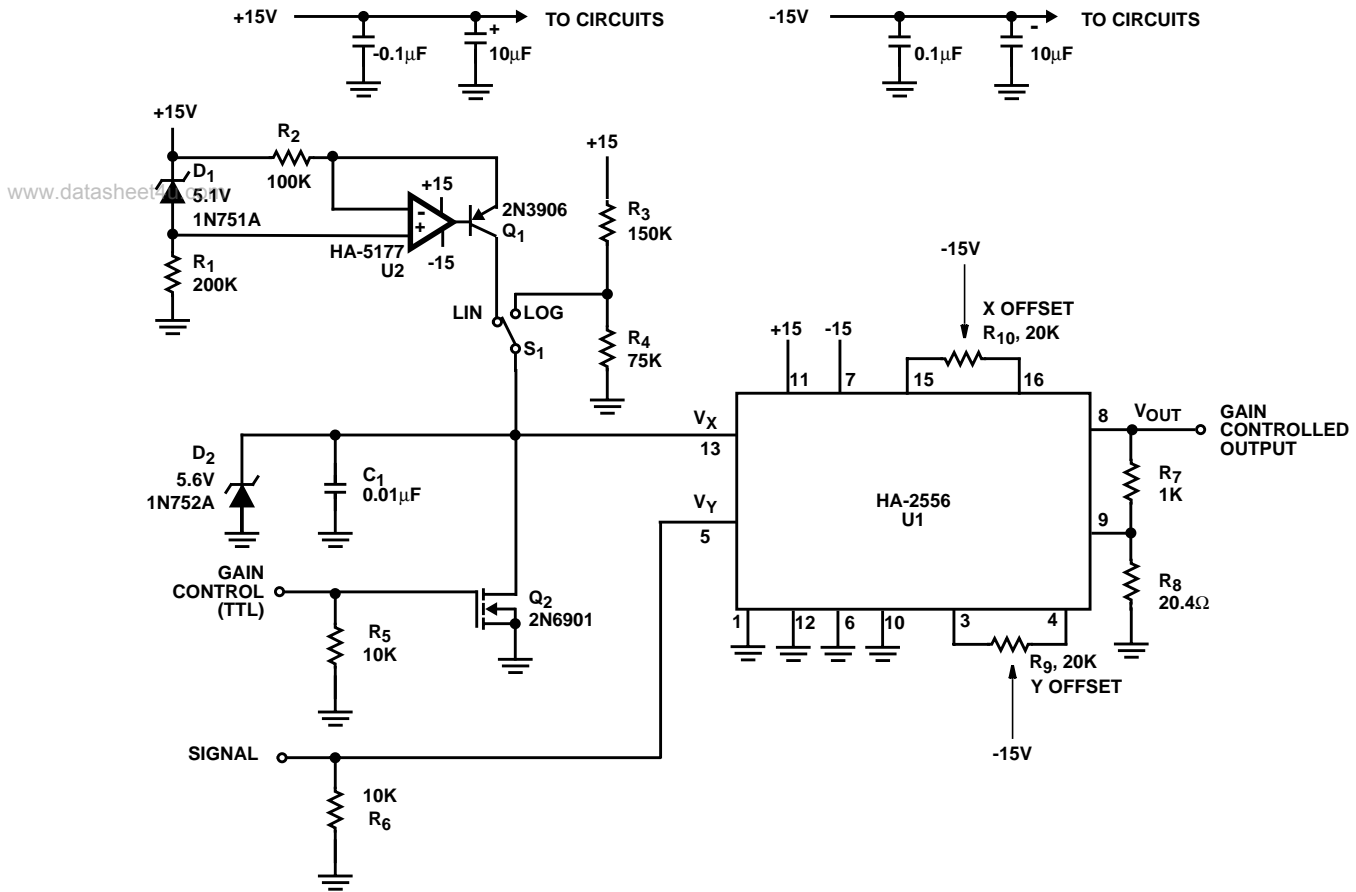 +15V
TO CIRCUITS
-0.1μF
+
10μF
-15V
TO CIRCUITS
0.1μF
-
10μF
+15V
R2
100K
www.datasheet4u.com
D1
5.1V
1N751A
+15
-
+
-15
HA-5177
U2
2N3906
Q1
R1
200K
+15
R3
150K
LIN
LOG
S1
R4
75K
-15V
X OFFSET
R10, 20K
+15
-15
11
7
15
16
VX
13
VY
5
HA-2556
U1
8
VOUT
GAIN
CONTROLLED
OUTPUT
9
R7
1K
R8
20.4Ω
D2
5.6V
1N752A
C1
0.01μF
GAIN
CONTROL
(TTL)
R5
10K
Q2
2N6901
1
12
6
10
3
4
R9, 20K
Y OFFSET
-15V
SIGNAL
10K
R6